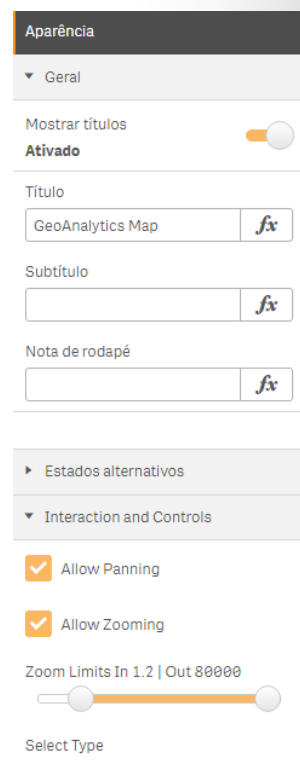 Aparência
Geral
Mostrar títulos
Ativado
Título
GeoAnalytics Map fx
Subtítulo
fx
Nota de rodapé
fx
Estados alternativos
Interaction and Controls
Allow Panning
Allow Zooming
Zoom Limits In 1.2 | Out 80000
Select Type